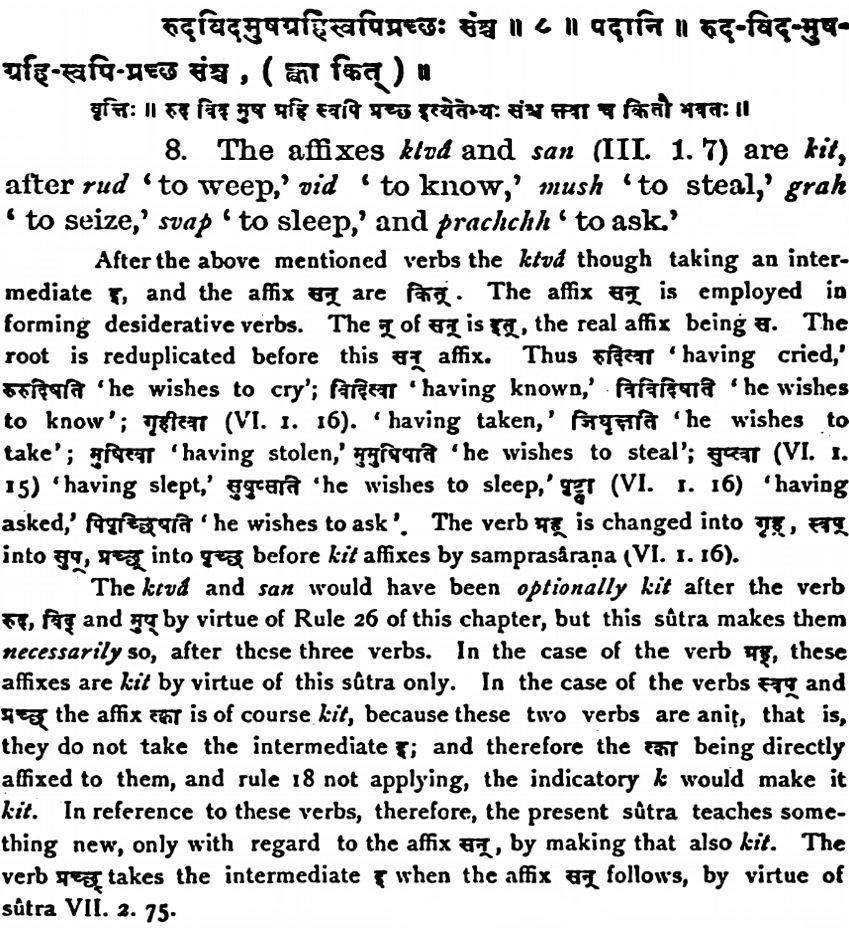 रुदविदमुषग्रहिस्वपिप्रच्छः संश्च ॥ ८ ॥ पदानि ॥ रुद-विद-मुष-
ग्रहि-स्वपि-प्रच्छ संश्च , ( क्त्वा कित् ) ॥
वृत्तिः ॥ रुद विद मुष ग्रहि स्वपि प्रच्छ इत्येतेभ्यः संश्च क्त्वा च कितौ भवतः ॥
8. The affixes ktvâ and san (III. 1. 7) are kit,
after rud ‘to weep,’ vid ‘ to know,’ mush ‘to steal,’ grah
‘ to seize,’ svap ‘ to sleep,’ and prachchh ‘ to ask.’
After the above mentioned verbs the ktvâ though taking an inter-
mediate इ, and the affix सन् are कित्. The affix सन् is employed in
forming desiderative verbs. The न् of सन् is इत्, the real affix being स. The
root is reduplicated before this सन् affix. Thus रुदित्वा ‘having cried,’
रुरुदिषति ‘he wishes to cry’; विदित्वा ‘having known,’ विविदिषति ‘he wishes
to know’; गृहीत्वा (VI. 1. 16). ‘having taken,’ जिघृक्षति ‘he wishes to
take’; मुषित्वा ‘having stolen,’ मुमुषिषति ‘he wishes to steal’; सुप्त्वा (VI. 1.
15) ‘having slept,’ सुषुप्सति ‘he wishes to sleep,’ पृष्ट्वा (VI. 1. 16) ‘having
asked,’ पिपृच्छिषति ‘ he wishes to ask ’. The verb ग्रह् is changed into गृह्, स्वप्
into सुप्, प्रच्छ् into पृच्छ् before kit affixes by samprasâraṇa (VI. 1. 16).
The ktvâ and san would have been optionally kit after the verb
रुद्, विद् and मुष् by virtue of Rule 26 of this chapter, but this sûtra makes them
necessarily so, after these three verbs. In the case of the verb ग्रह्, these
affixes are kit by virtue of this sûtra only. In the case of the verbs स्वप् and
प्रच्छ् the affix क्त्वा is of course kit, because these two verbs are aniṭ, that is,
they do not take the intermediate इ; and therefore the क्त्वा being directly
affixed to them, and rule 18 not applying, the indicatory k would make it
kit. In reference to these verbs, therefore, the present sûtra teaches some-
thing new, only with regard to the affix सन्, by making that also kit. The
verb प्रच्छ् takes the intermediate इ when the affix सन् follows, by virtue of
sûtra VII. 2. 75.